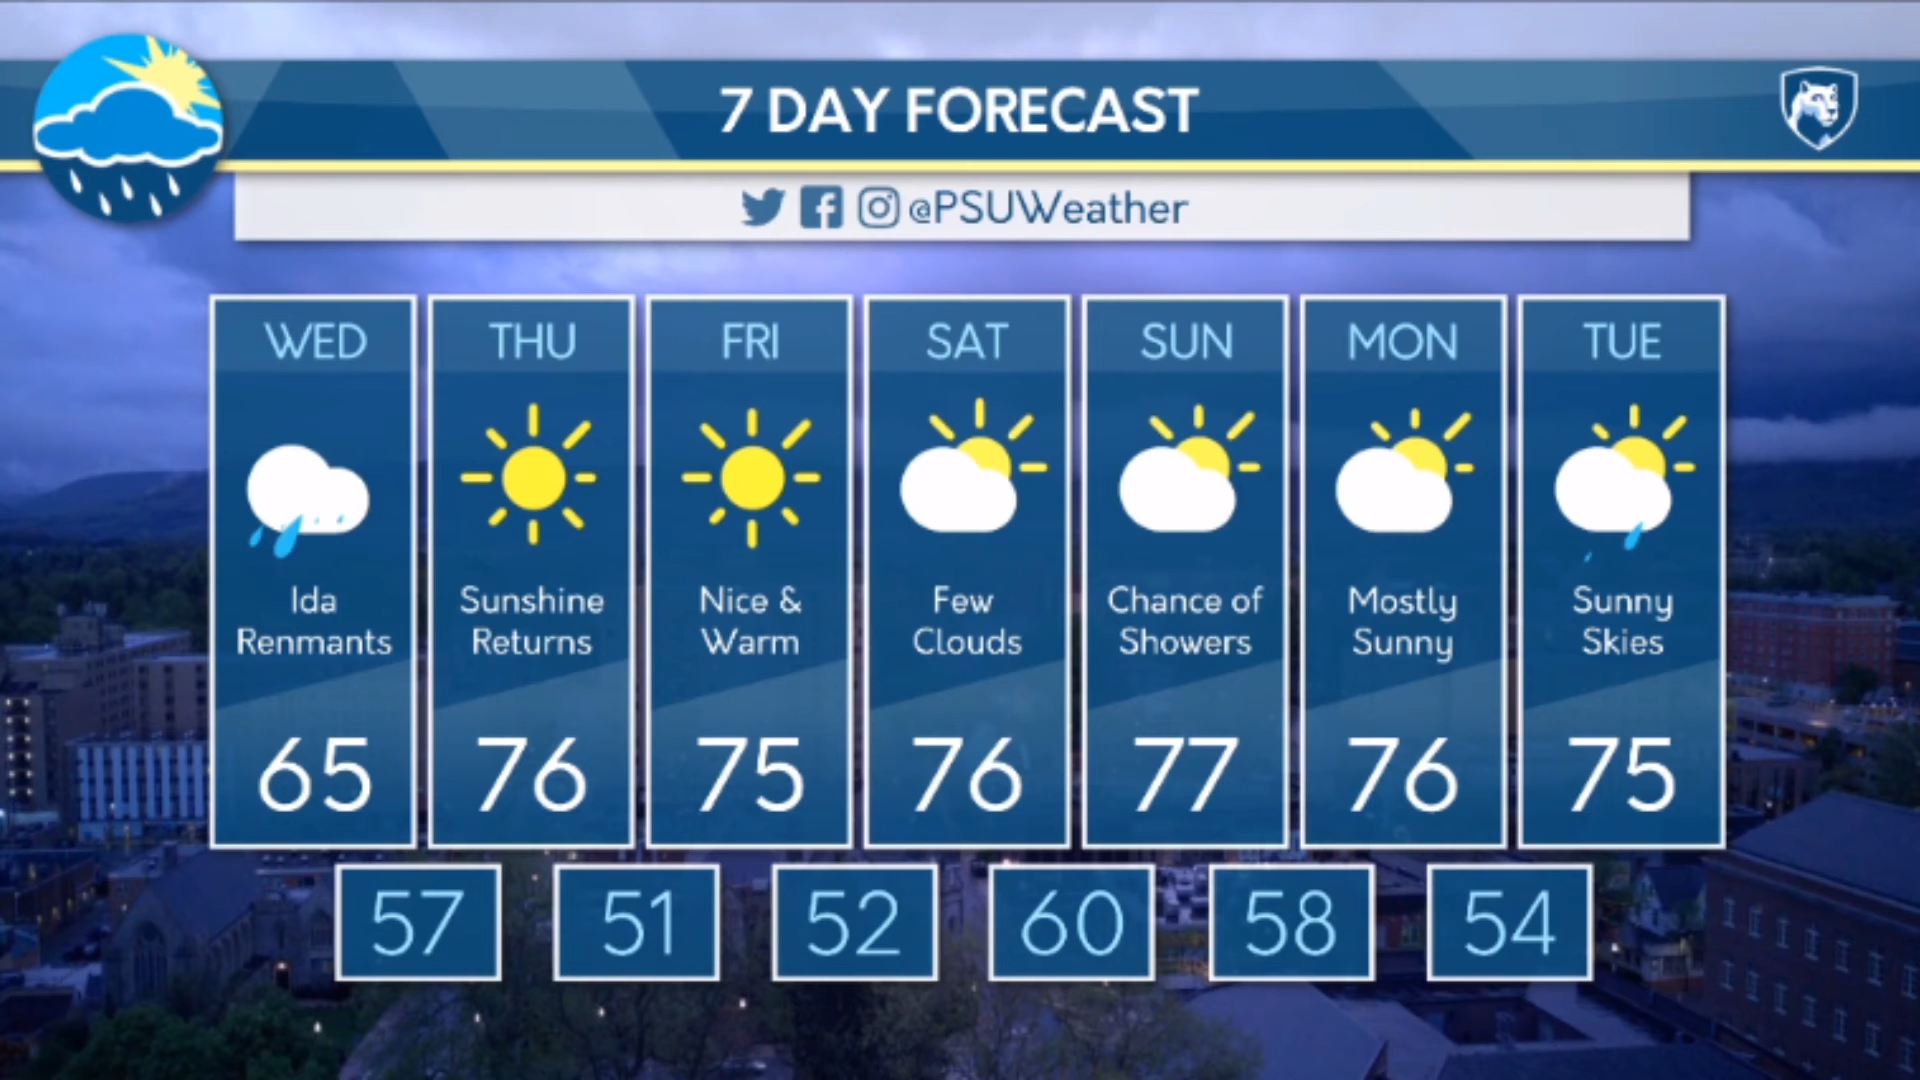 7 DAY FORECAST
@PSUWeather
WED
THU
FRI
SAT
SUN
MON
TUE
Ida
Renmants
Sunshine
Returns
Nice &
Warm
Few
Clouds
Chance of
Showers
Mostly
Sunny
Sunny
Skies
65
76
75
76
77
76
75
57
51
52
60
58
54